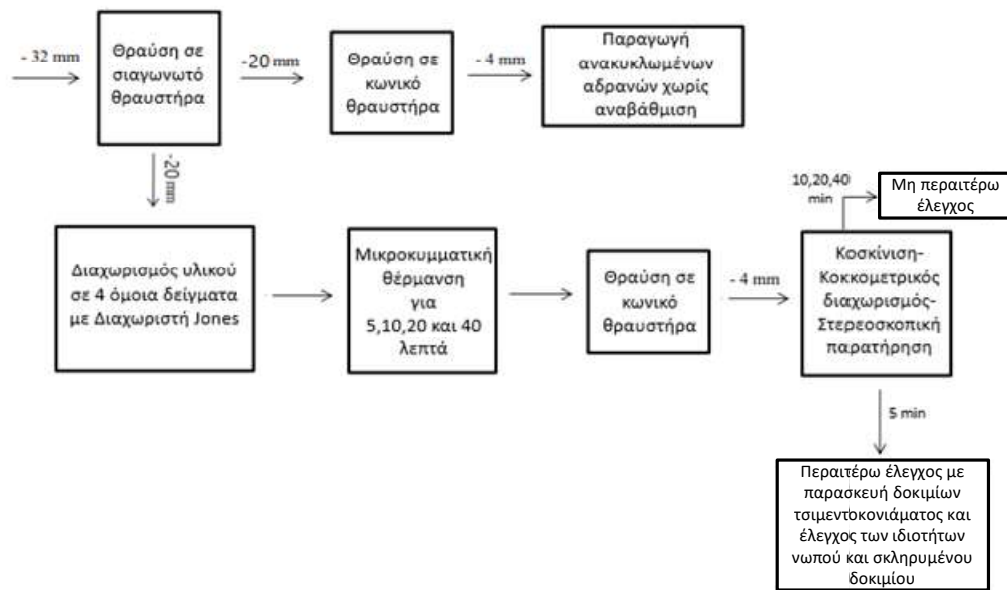 - 32 mm
Θραύση σε
σιαγωνωτό
θραυστήρα
-20 mm
Θραύση σε
κωνικό
θραυστήρα
- 4 mm
Παραγωγή
ανακυκλωμένων
αδρανών χωρίς
αναβάθμιση
-20 mm
Διαχωρισμός υλικού
σε 4 όμοια δείγματα
με Διαχωριστή Jones
Μικροκυμματική
θέρμανση
για
5,10,20 και 40
λεπτά
Θραύση σε
κωνικό
θραυστήρα
- 4 mm
Κοσκίνιση-
Κοκκομετρικός
διαχωρισμός-
Στερεοσκοπική
παρατήρηση
10,20,40
min
Μη περαιτέρω
έλεγχος
5 min
Περαιτέρω έλεγχος με
παρασκευή δοκιμίων
τσιμεντοκονιάματος και
έλεγχος των ιδιοτήτων
νωπού και σκληρυμένου
δοκιμίου